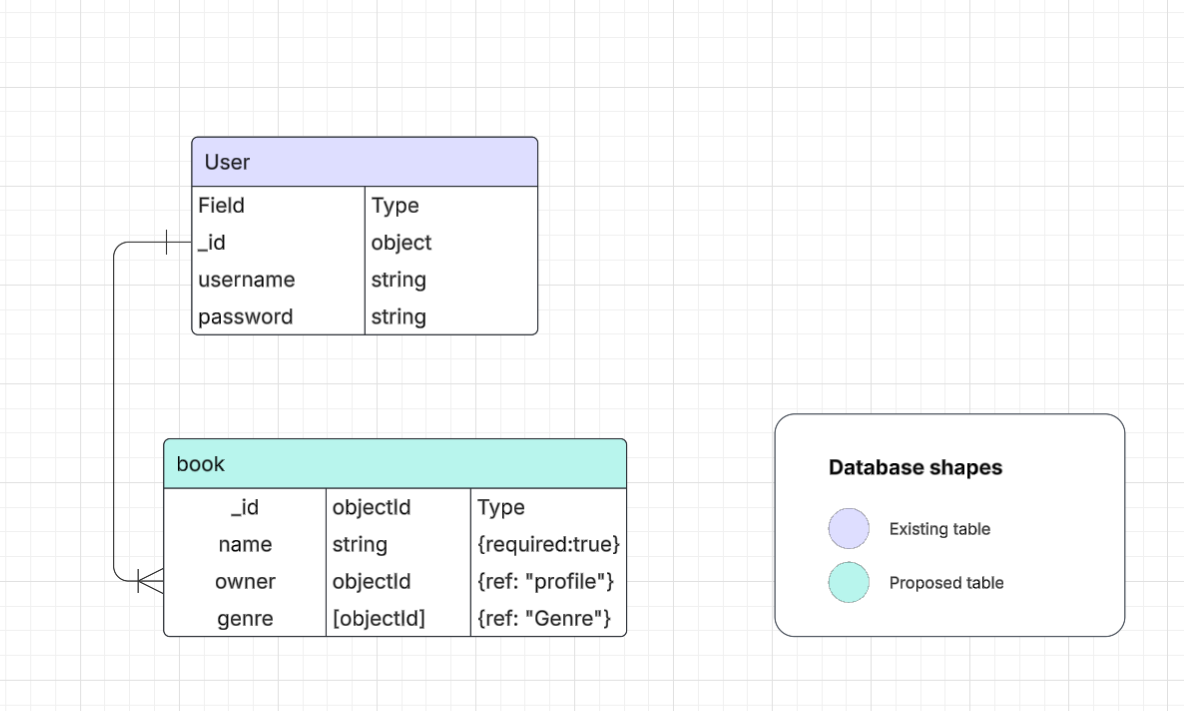 User
Field Type
_id object
username string
password string
book
_id objectId Type
name string {required:true}
owner objectId {ref: "profile"}
genre [objectId] {ref: "Genre"}
Database shapes
Existing table
Proposed table